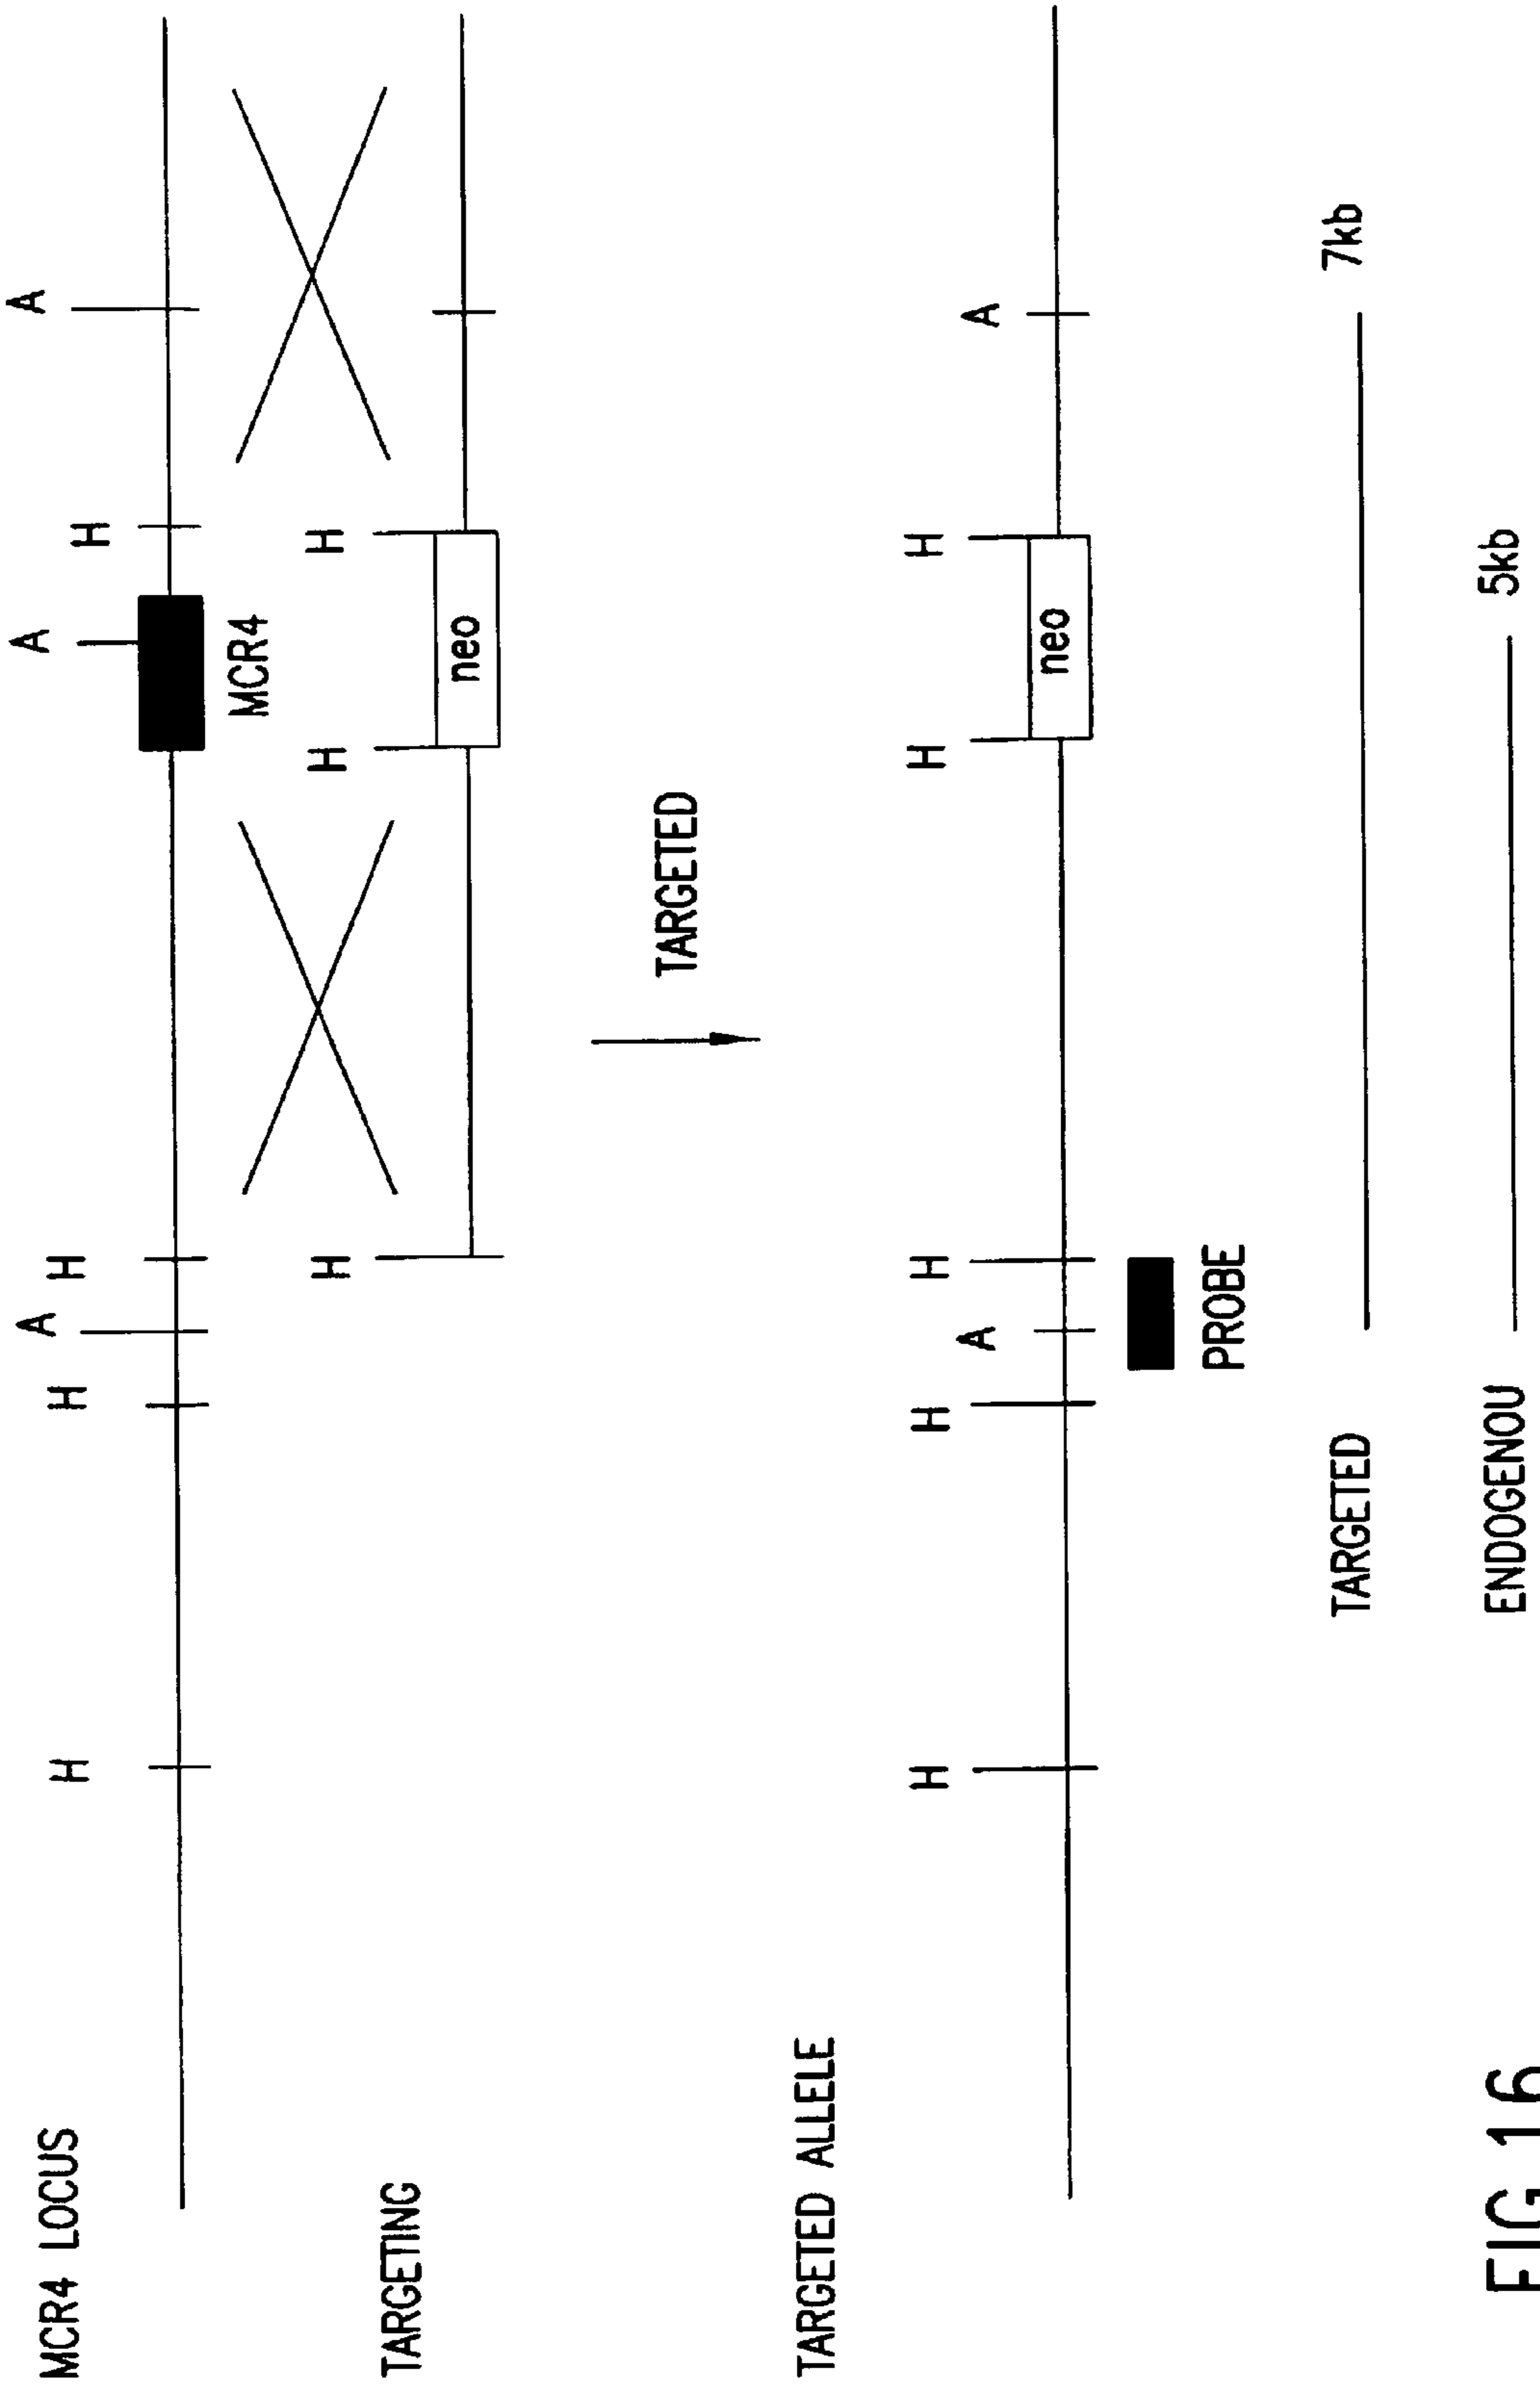 MCR4 LOCUS H H A H A H A
MCR4
H H H
TARGETING
neo
TARGETED
TARGETED ALLELE
H H A H H H A
neo
PROBE
TARGETED 7kb
ENDOGENOU 5kb
FIG 16